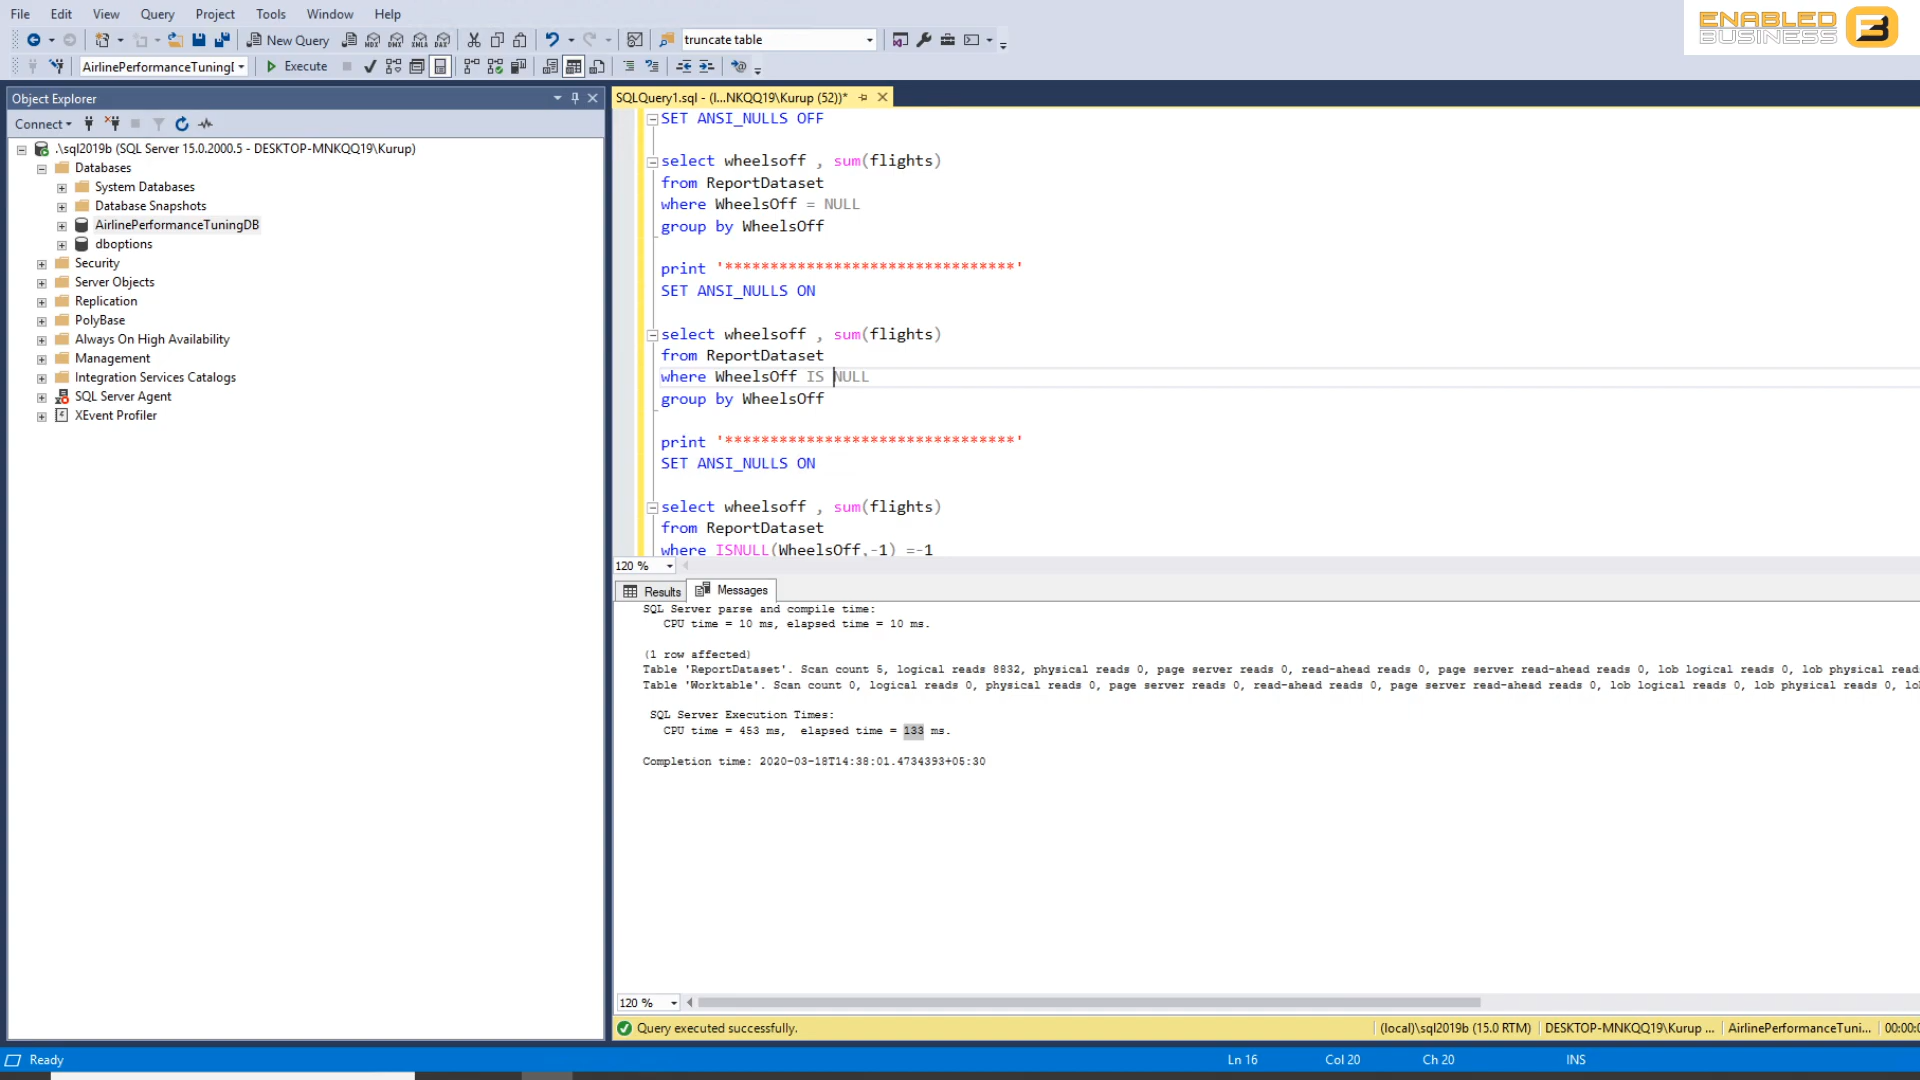 File Edit View Query Project Tools Window Help
ENABLED BUSINESS
New Query MDX DMX XMLA DAX truncate table
AirlinePerformanceTuningI Execute
Object Explorer
SQLQuery1.sql - (l...NKQQ19\Kurup (52))*
Connect
.\sql2019b (SQL Server 15.0.2000.5 - DESKTOP-MNKQQ19\Kurup)
Databases
System Databases
Database Snapshots
AirlinePerformanceTuningDB
dboptions
Security
Server Objects
Replication
PolyBase
Always On High Availability
Management
Integration Services Catalogs
SQL Server Agent
XEvent Profiler
SET ANSI_NULLS OFF
select wheelsoff , sum(flights)
from ReportDataset
where WheelsOff = NULL
group by WheelsOff
print '********************************'
SET ANSI_NULLS ON
select wheelsoff , sum(flights)
from ReportDataset
where WheelsOff IS NULL
group by WheelsOff
print '********************************'
SET ANSI_NULLS ON
select wheelsoff , sum(flights)
from ReportDataset
where ISNULL(WheelsOff,-1) =-1
120 %
Results Messages
SQL Server parse and compile time:
CPU time = 10 ms, elapsed time = 10 ms.
(1 row affected)
Table 'ReportDataset'. Scan count 5, logical reads 8832, physical reads 0, page server reads 0, read-ahead reads 0, page server read-ahead reads 0, lob logical reads 0, lob physical reads
Table 'Worktable'. Scan count 0, logical reads 0, physical reads 0, page server reads 0, read-ahead reads 0, page server read-ahead reads 0, lob logical reads 0, lob physical reads 0, lo
SQL Server Execution Times:
CPU time = 453 ms, elapsed time = 133 ms.
Completion time: 2020-03-18T14:38:01.4734393+05:30
120 %
Query executed successfully. (local)\sql2019b (15.0 RTM) DESKTOP-MNKQQ19\Kurup ... AirlinePerformanceTuni... 00:00:0
Ready Ln 16 Col 20 Ch 20 INS